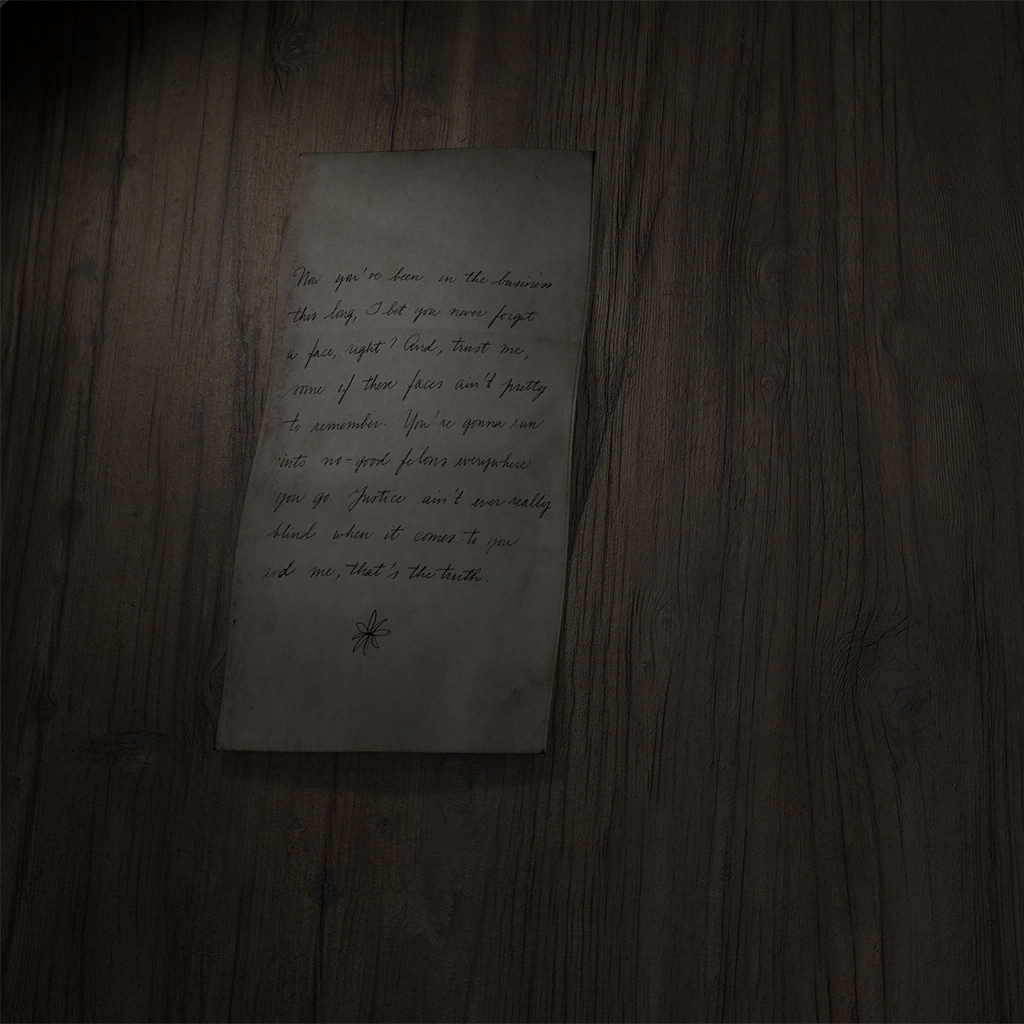 Now you've been in the business
this long, I bet you never forget
a face, right? And, trust me,
some of those faces ain't pretty
to remember. You're gonna run
into no-good felons everywhere
you go. Justice ain't ever really
blind when it comes to you
and me, that's the truth.